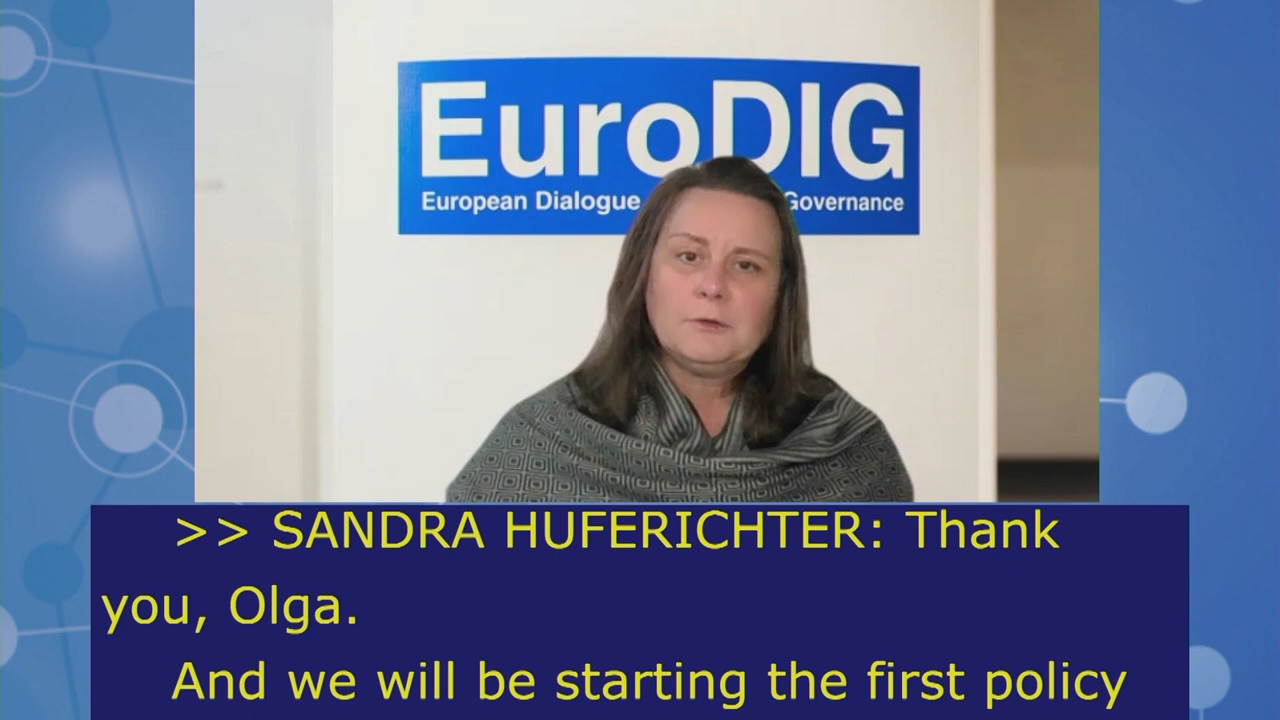 EuroDIG
European Dialogue Governance
>> SANDRA HUFERICHTER: Thank
you, Olga.
And we will be starting the first policy